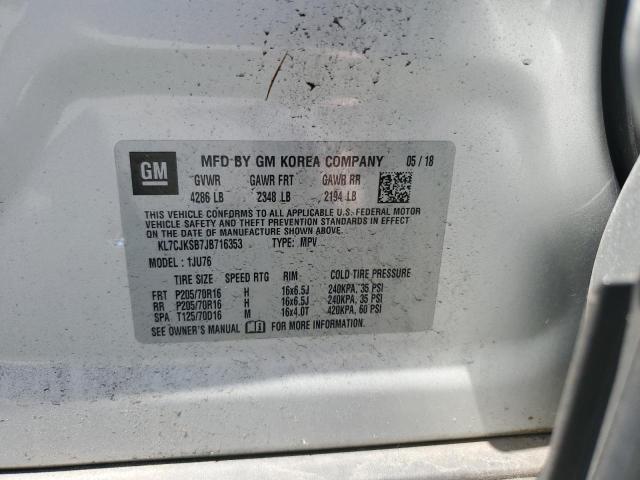 GM MFD BY GM KOREA COMPANY 05 / 18
GVWR GAWR FRT GAWR RR
4286 LB 2348 LB 2194 LB
THIS VEHICLE CONFORMS TO ALL APPLICABLE U.S. FEDERAL MOTOR
VEHICLE SAFETY AND THEFT PREVENTION STANDARDS IN EFFECT
ON THE DATE OF MANUFACTURE SHOWN ABOVE.
KL7CJKSB7JB716353 TYPE: MPV
MODEL : 1JU76
TIRE SIZE SPEED RTG RIM COLD TIRE PRESSURE
FRT P205/70R16 H 16x6.5J 240KPA, 35 PSI
RR P205/70R16 H 16x6.5J 240KPA, 35 PSI
SPA T125/70D16 M 16x4.0T 420KPA, 60 PSI
SEE OWNER'S MANUAL FOR ADDITIONAL INFORMATION.